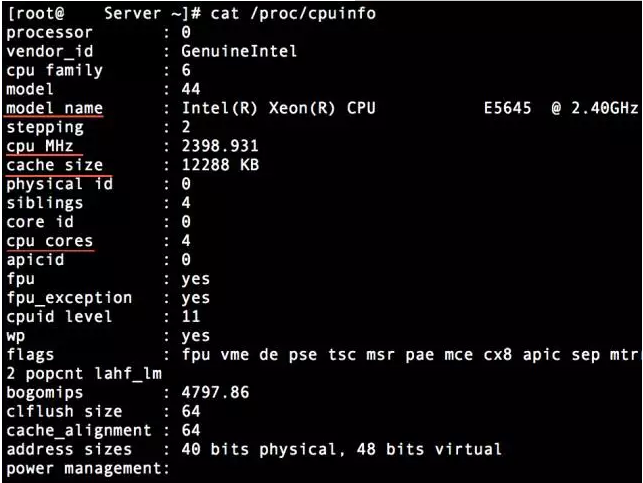 [root@    Server ~]# cat /proc/cpuinfo
processor       : 0
vendor_id       : GenuineIntel
cpu family      : 6
model           : 44
model name      : Intel(R) Xeon(R) CPU           E5645  @ 2.40GHz
stepping        : 2
cpu MHz         : 2398.931
cache size      : 12288 KB
physical id     : 0
siblings        : 4
core id         : 0
cpu cores       : 4
apicid          : 0
fpu             : yes
fpu_exception   : yes
cpuid level     : 11
wp              : yes
flags           : fpu vme de pse tsc msr pae mce cx8 apic sep mtrr
2 popcnt lahf_lm
bogomips        : 4797.86
clflush size    : 64
cache_alignment : 64
address sizes   : 40 bits physical, 48 bits virtual
power management: